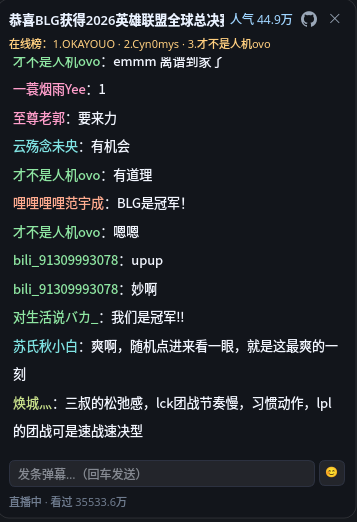 恭喜BLG获得2026英雄联盟全球总决 人气 44.9万
在线榜：1.OKAYOUO · 2.Cyn0mys · 3.才不是人机ovo
才不是人机ovo：emmm 离谱到家了
一蓑烟雨Yee：1
至尊老郭：要来力
云殇念未央：有机会
才不是人机ovo：有道理
哩哩哩哩范宇成：BLG是冠军！
才不是人机ovo：嗯嗯
bili_91309993078：upup
bili_91309993078：妙啊
对生活说バカ_：我们是冠军!!
苏氏秋小白：爽啊，随机点进来看一眼，就是这最爽的一
刻
焕城灬：三叔的松弛感，lck团战节奏慢，习惯动作，lpl
的团战可是速战速决型
发条弹幕...（回车发送）
直播中 · 看过 35533.6万